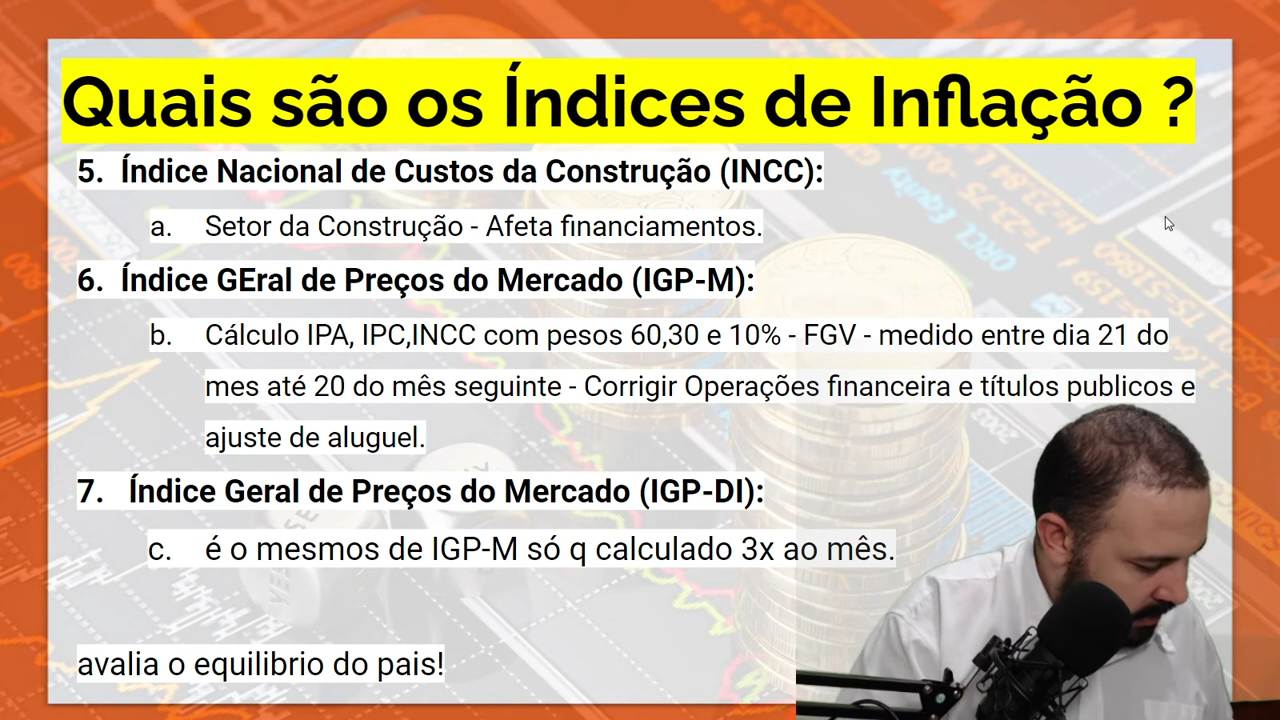 Quais são os Índices de Inflação ?
5. Índice Nacional de Custos da Construção (INCC):
a. Setor da Construção - Afeta financiamentos.
6. Índice GEral de Preços do Mercado (IGP-M):
b. Cálculo IPA, IPC,INCC com pesos 60,30 e 10% - FGV - medido entre dia 21 do
mes até 20 do mês seguinte - Corrigir Operações financeira e títulos publicos e
ajuste de aluguel.
7. Índice Geral de Preços do Mercado (IGP-DI):
c. é o mesmos de IGP-M só q calculado 3x ao mês.
avalia o equilibrio do pais!